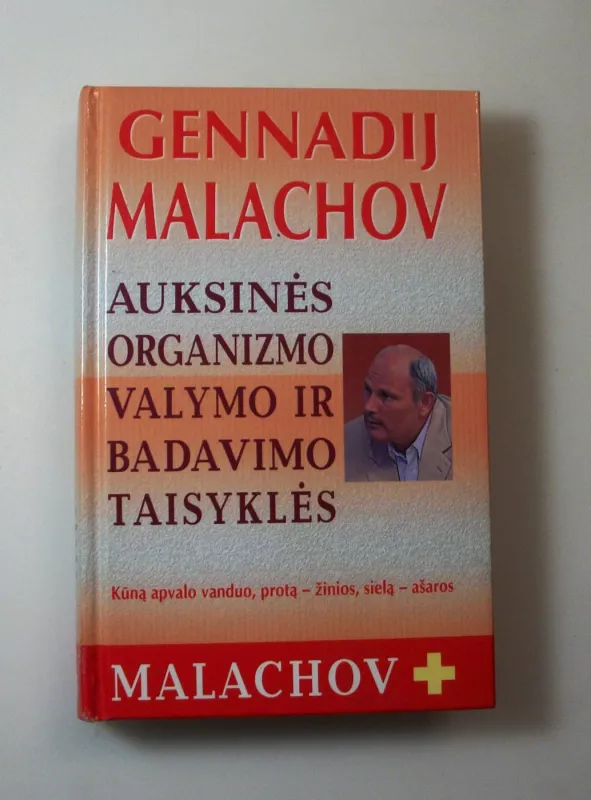 GENNADIJ
MALACHOV
AUKSINĖS
ORGANIZMO
VALYMO IR
BADAVIMO
TAISYKLĖS
Kūną apvalo vanduo, protą – žinios, sielą – ašaros
MALACHOV +